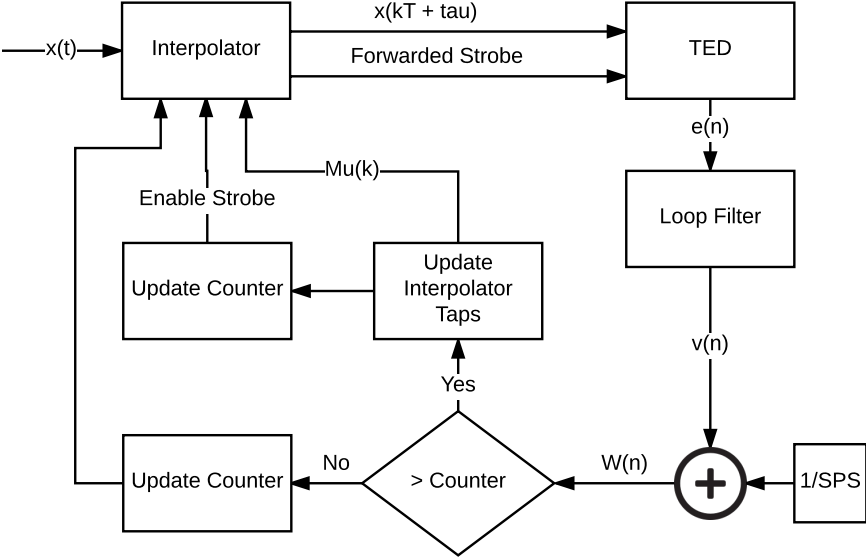 x(kT + tau)
x(t)
Interpolator
Forwarded Strobe
TED
e(n)
Mu(k)
Enable Strobe
Loop Filter
Update Counter
Update
Interpolator
Taps
v(n)
Yes
Update Counter
No
> Counter
W(n)
1/SPS